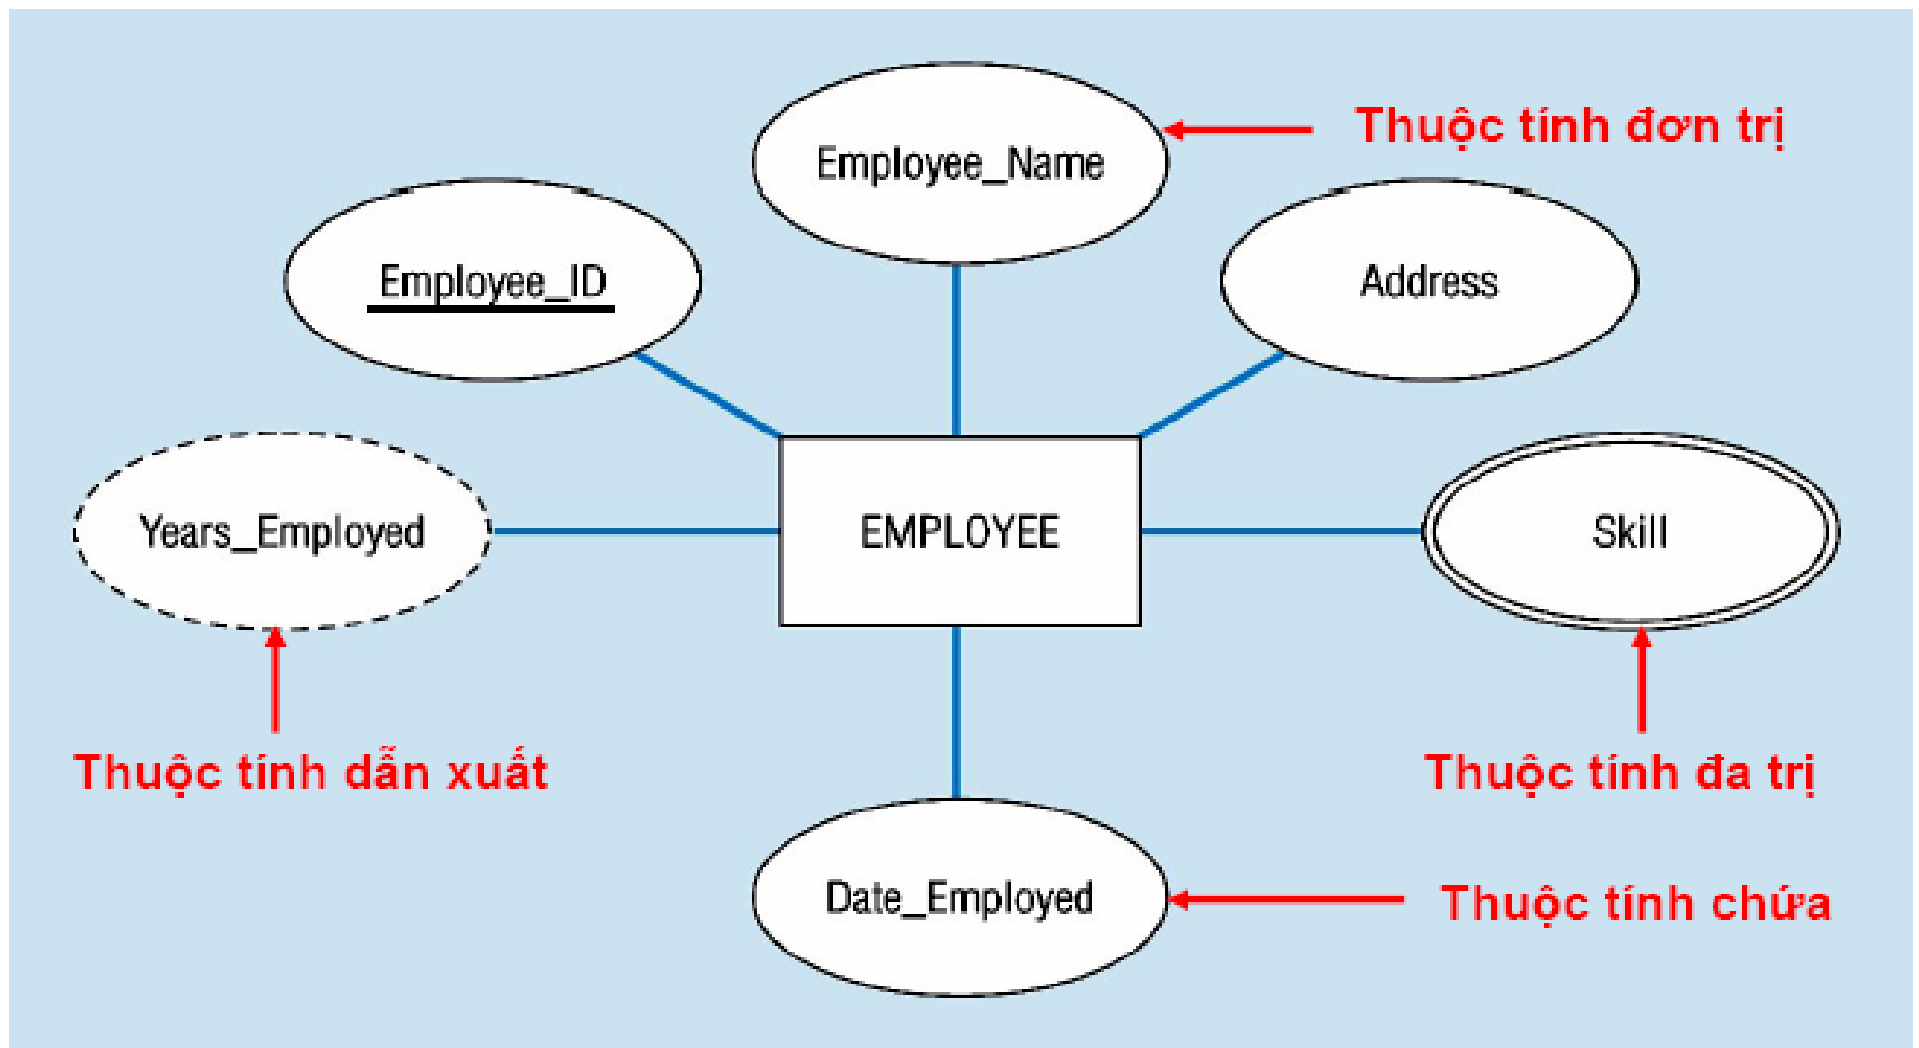 Thuộc tính đơn trị
Employee_Name
Employee_ID
Address
Years_Employed
EMPLOYEE
Skill
Thuộc tính dẫn xuất
Thuộc tính đa trị
Date_Employed
Thuộc tính chứa